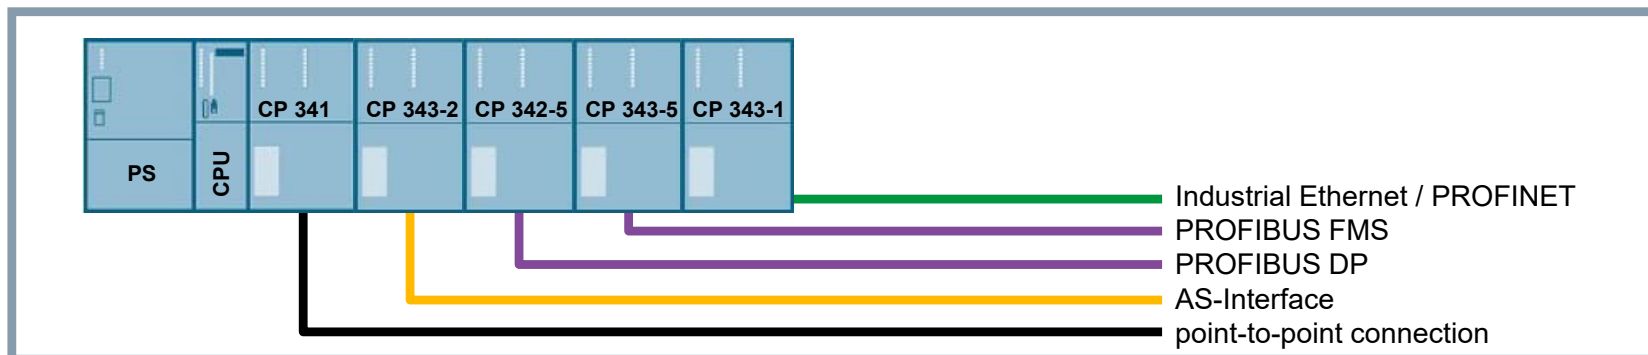 CP 341 CP 343-2 CP 342-5 CP 343-5 CP 343-1
PS CPU
Industrial Ethernet / PROFINET
PROFIBUS FMS
PROFIBUS DP
AS-Interface
point-to-point connection